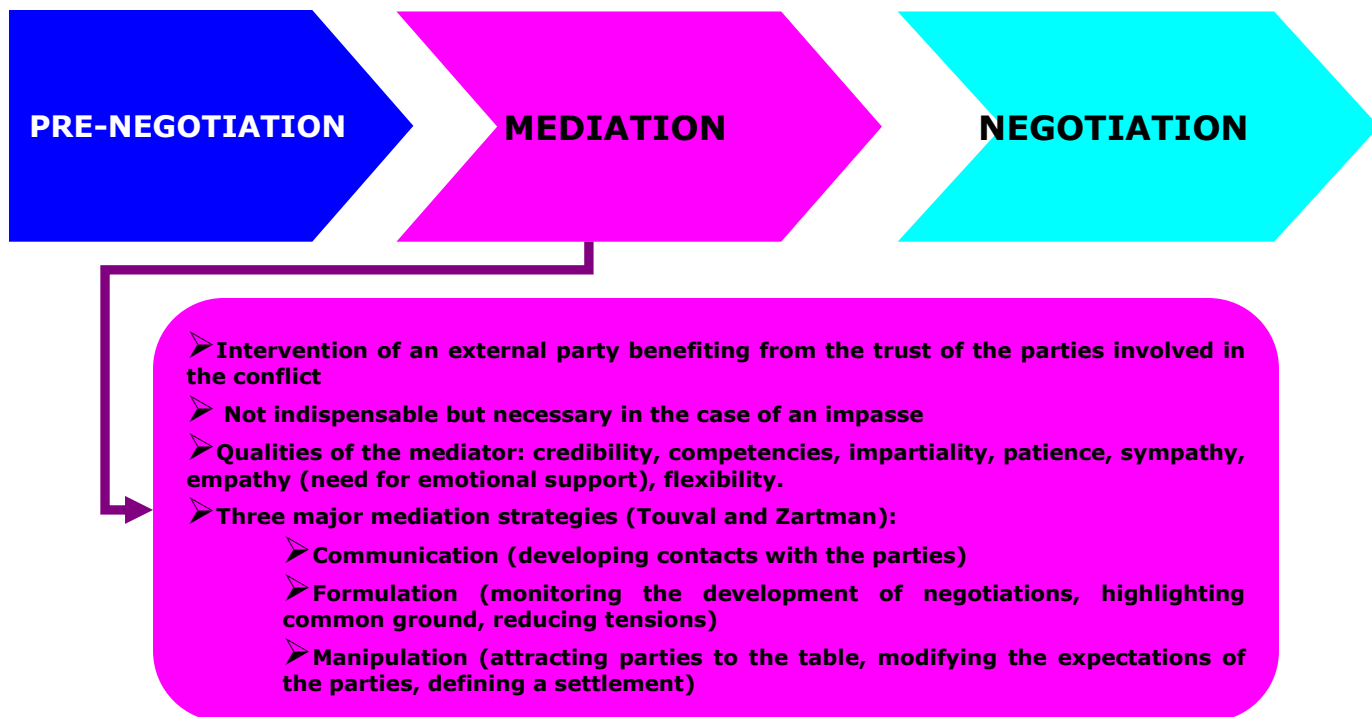 PRE-NEGOTIATION
MEDIATION
NEGOTIATION
➢Intervention of an external party benefiting from the trust of the parties involved in
the conflict
➢ Not indispensable but necessary in the case of an impasse
➢Qualities of the mediator: credibility, competencies, impartiality, patience, sympathy,
empathy (need for emotional support), flexibility.
➢Three major mediation strategies (Touval and Zartman):
➢Communication (developing contacts with the parties)
➢Formulation (monitoring the development of negotiations, highlighting
common ground, reducing tensions)
➢Manipulation (attracting parties to the table, modifying the expectations of
the parties, defining a settlement)